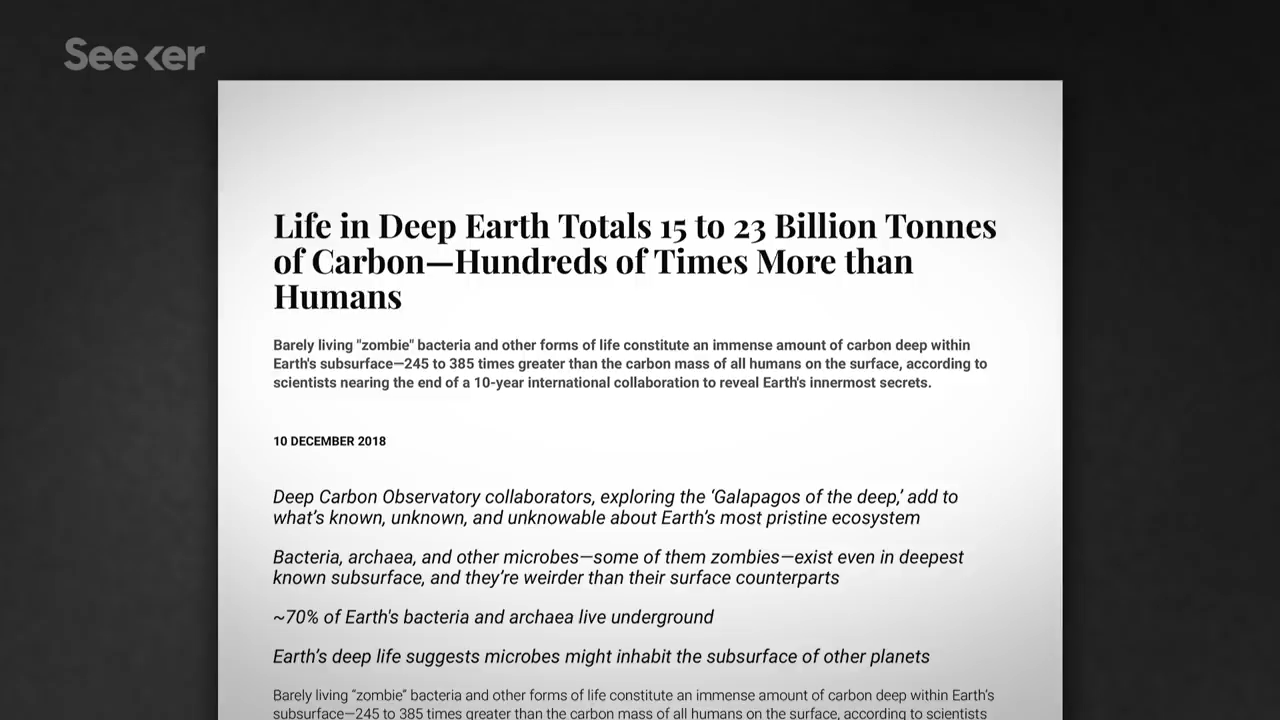 Seeker
Life in Deep Earth Totals 15 to 23 Billion Tonnes
of Carbon—Hundreds of Times More than
Humans
Barely living "zombie" bacteria and other forms of life constitute an immense amount of carbon deep within
Earth's subsurface—245 to 385 times greater than the carbon mass of all humans on the surface, according to
scientists nearing the end of a 10-year international collaboration to reveal Earth's innermost secrets.
10 DECEMBER 2018
Deep Carbon Observatory collaborators, exploring the ‘Galapagos of the deep,’ add to
what’s known, unknown, and unknowable about Earth’s most pristine ecosystem
Bacteria, archaea, and other microbes—some of them zombies—exist even in deepest
known subsurface, and they’re weirder than their surface counterparts
~70% of Earth's bacteria and archaea live underground
Earth’s deep life suggests microbes might inhabit the subsurface of other planets
Barely living “zombie” bacteria and other forms of life constitute an immense amount of carbon deep within Earth’s
subsurface—245 to 385 times greater than the carbon mass of all humans on the surface, according to scientists